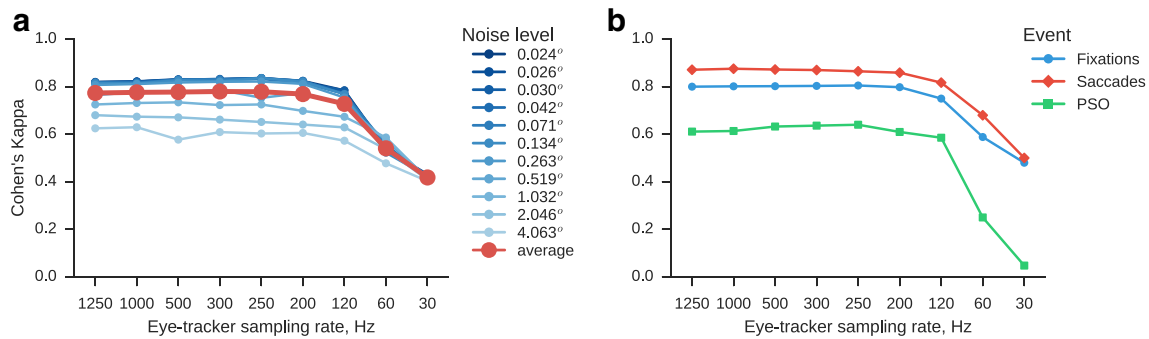 a
Noise level
0.024°
0.026°
0.030°
0.042°
0.071°
0.134°
0.263°
0.519°
1.032°
2.046°
4.063°
average
Cohen's Kappa
1.0
0.8
0.6
0.4
0.2
0.0
1250 1000 500 300 250 200 120 60 30
Eye-tracker sampling rate, Hz
b
Event
Fixations
Saccades
PSO
1.0
0.8
0.6
0.4
0.2
0.0
1250 1000 500 300 250 200 120 60 30
Eye-tracker sampling rate, Hz